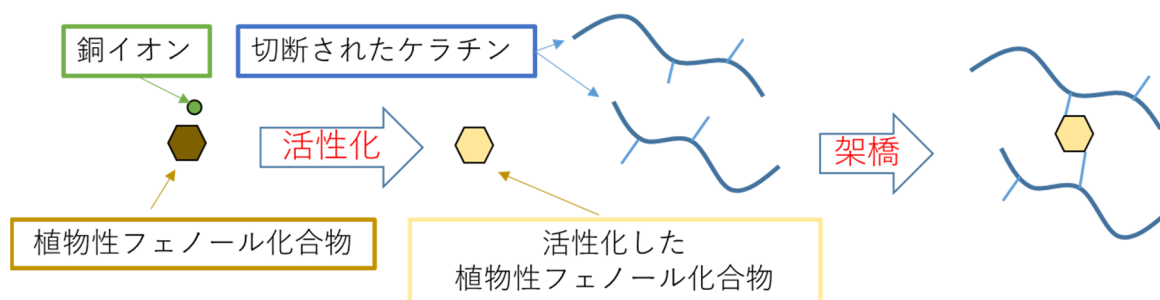 銅イオン
切断されたケラチン
活性化
架橋
植物性フェノール化合物
活性化した
植物性フェノール化合物